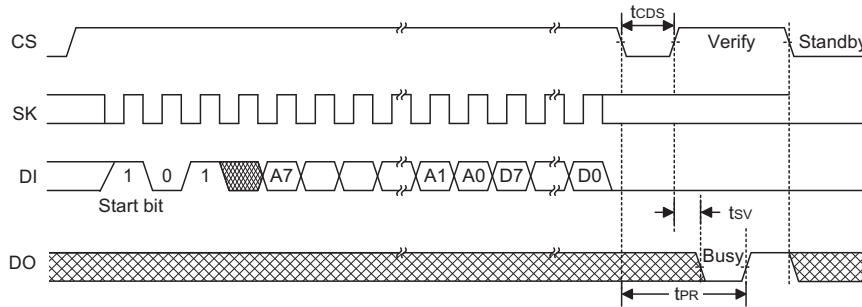 tCDS
CS Verify Standby
SK
DI 1 0 1 A7 A1 A0 D7 D0
Start bit
tSV
DO Busy
tPR